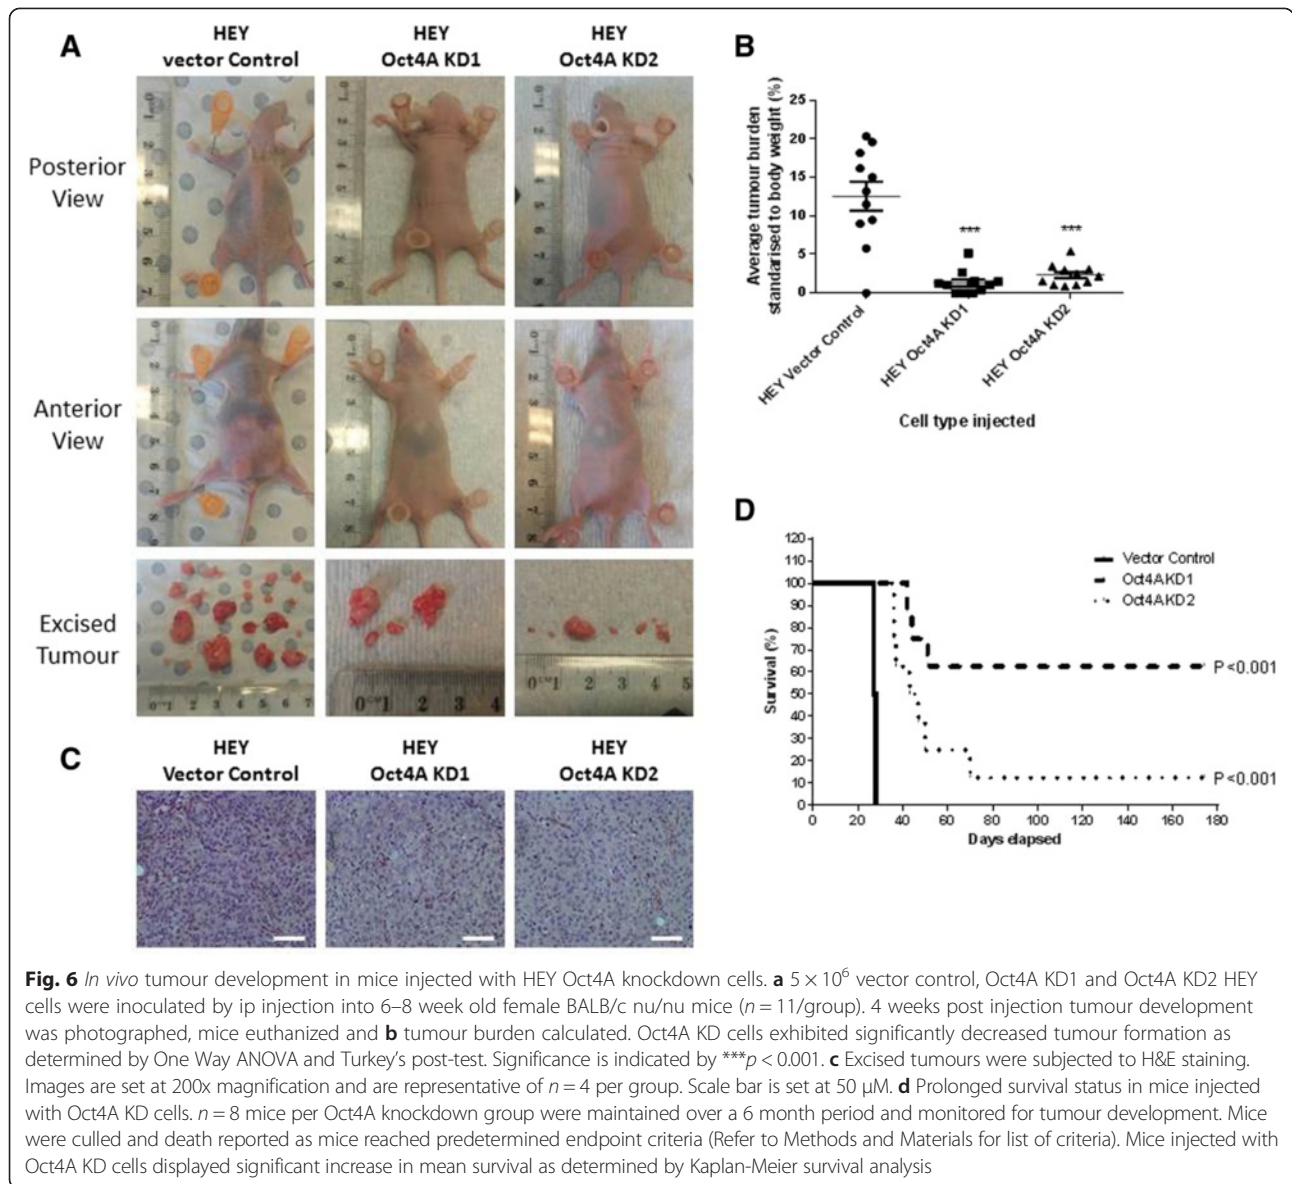 A
HEY
vector Control
HEY
Oct4A KD1
HEY
Oct4A KD2
Posterior
View
Anterior
View
Excised
Tumour
B
Average tumour burden
standarised to body weight (%)
25
20
15
10
5
0
***
***
HEY Vector Control
HEY Oct4A KD1
HEY Oct4A KD2
Cell type injected
C
HEY
Vector Control
HEY
Oct4A KD1
HEY
Oct4A KD2
D
Survival (%)
120
110
100
90
80
70
60
50
40
30
20
10
0
0 20 40 60 80 100 120 140 160 180
Days elapsed
Vector Control
Oct4AKD1
Oct4AKD2
P <0.001
P <0.001
Fig. 6 In vivo tumour development in mice injected with HEY Oct4A knockdown cells. a 5 × 10⁶ vector control, Oct4A KD1 and Oct4A KD2 HEY
cells were inoculated by ip injection into 6–8 week old female BALB/c nu/nu mice (n = 11/group). 4 weeks post injection tumour development
was photographed, mice euthanized and b tumour burden calculated. Oct4A KD cells exhibited significantly decreased tumour formation as
determined by One Way ANOVA and Turkey's post-test. Significance is indicated by ***p < 0.001. c Excised tumours were subjected to H&E staining.
Images are set at 200x magnification and are representative of n = 4 per group. Scale bar is set at 50 μM. d Prolonged survival status in mice injected
with Oct4A KD cells. n = 8 mice per Oct4A knockdown group were maintained over a 6 month period and monitored for tumour development. Mice
were culled and death reported as mice reached predetermined endpoint criteria (Refer to Methods and Materials for list of criteria). Mice injected with
Oct4A KD cells displayed significant increase in mean survival as determined by Kaplan-Meier survival analysis